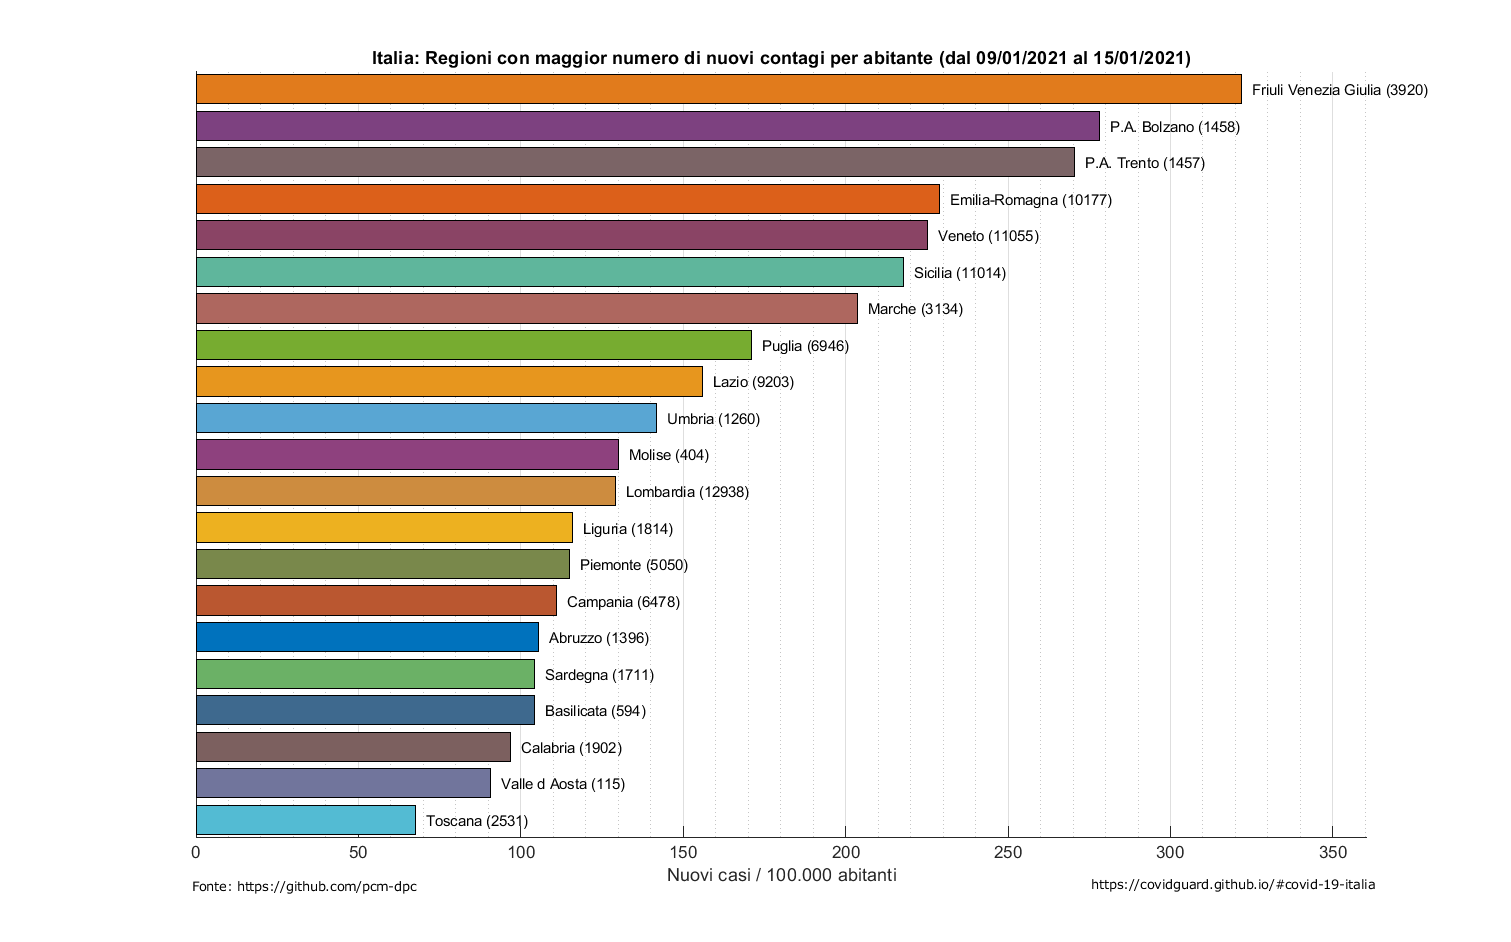 Italia: Regioni con maggior numero di nuovi contagi per abitante (dal 09/01/2021 al 15/01/2021)
Friuli Venezia Giulia (3920)
P.A. Bolzano (1458)
P.A. Trento (1457)
Emilia-Romagna (10177)
Veneto (11055)
Sicilia (11014)
Marche (3134)
Puglia (6946)
Lazio (9203)
Umbria (1260)
Molise (404)
Lombardia (12938)
Liguria (1814)
Piemonte (5050)
Campania (6478)
Abruzzo (1396)
Sardegna (1711)
Basilicata (594)
Calabria (1902)
Valle d Aosta (115)
Toscana (2531)
0 50 100 150 200 250 300 350
Nuovi casi / 100.000 abitanti
Fonte: https://github.com/pcm-dpc
https://covidguard.github.io/#covid-19-italia